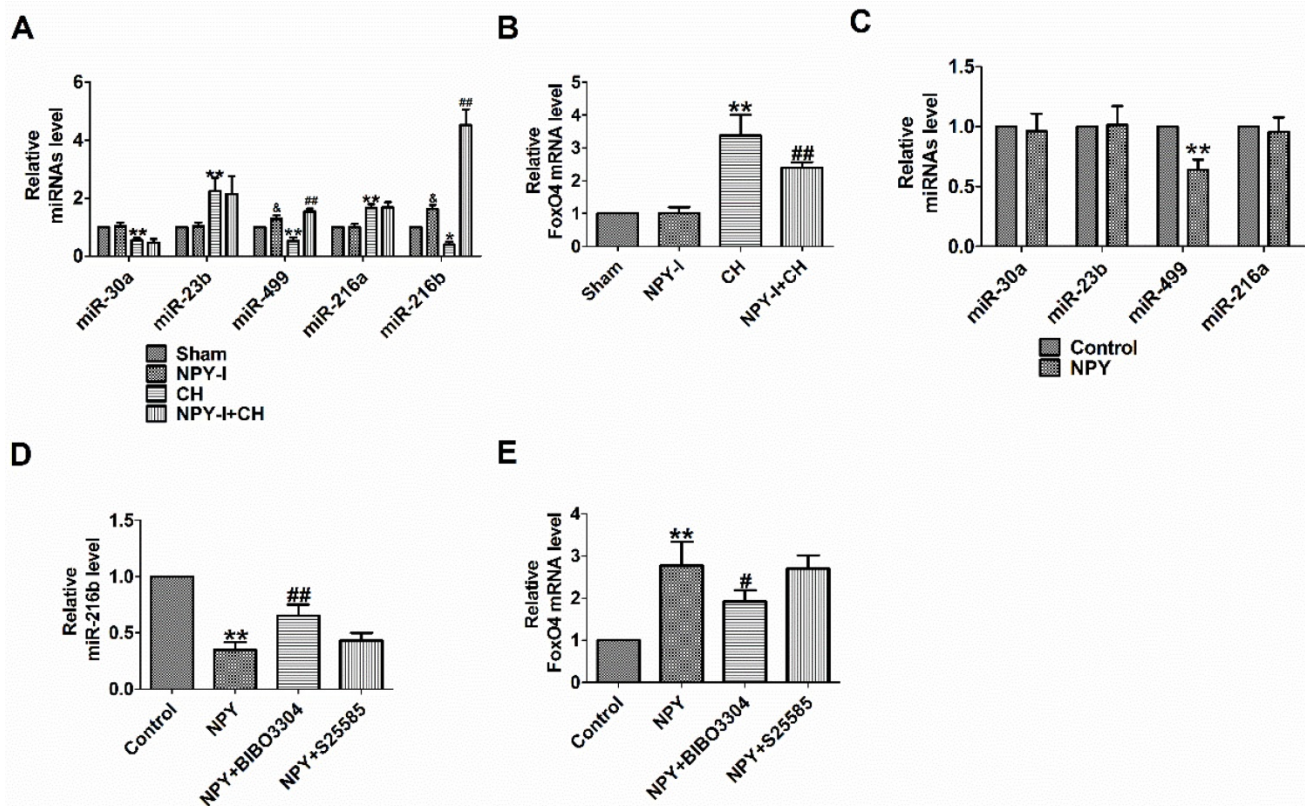 A
Relative
miRNAs level
6
4
2
0
** ** & ** ## ** & * ##
miR-30a
miR-23b
miR-499
miR-216a
miR-216b
Sham
NPY-I
CH
NPY-I+CH
B
Relative
FoxO4 mRNA level
5
4
3
2
1
0
**
##
Sham
NPY-I
CH
NPY-I+CH
C
Relative
miRNAs level
1.5
1.0
0.5
0.0
**
miR-30a
miR-23b
miR-499
miR-216a
Control
NPY
D
Relative
miR-216b level
1.5
1.0
0.5
0.0
**
##
Control
NPY
NPY+BIBO3304
NPY+S25585
E
Relative
FoxO4 mRNA level
4
3
2
1
0
**
#
Control
NPY
NPY+BIBO3304
NPY+S25585